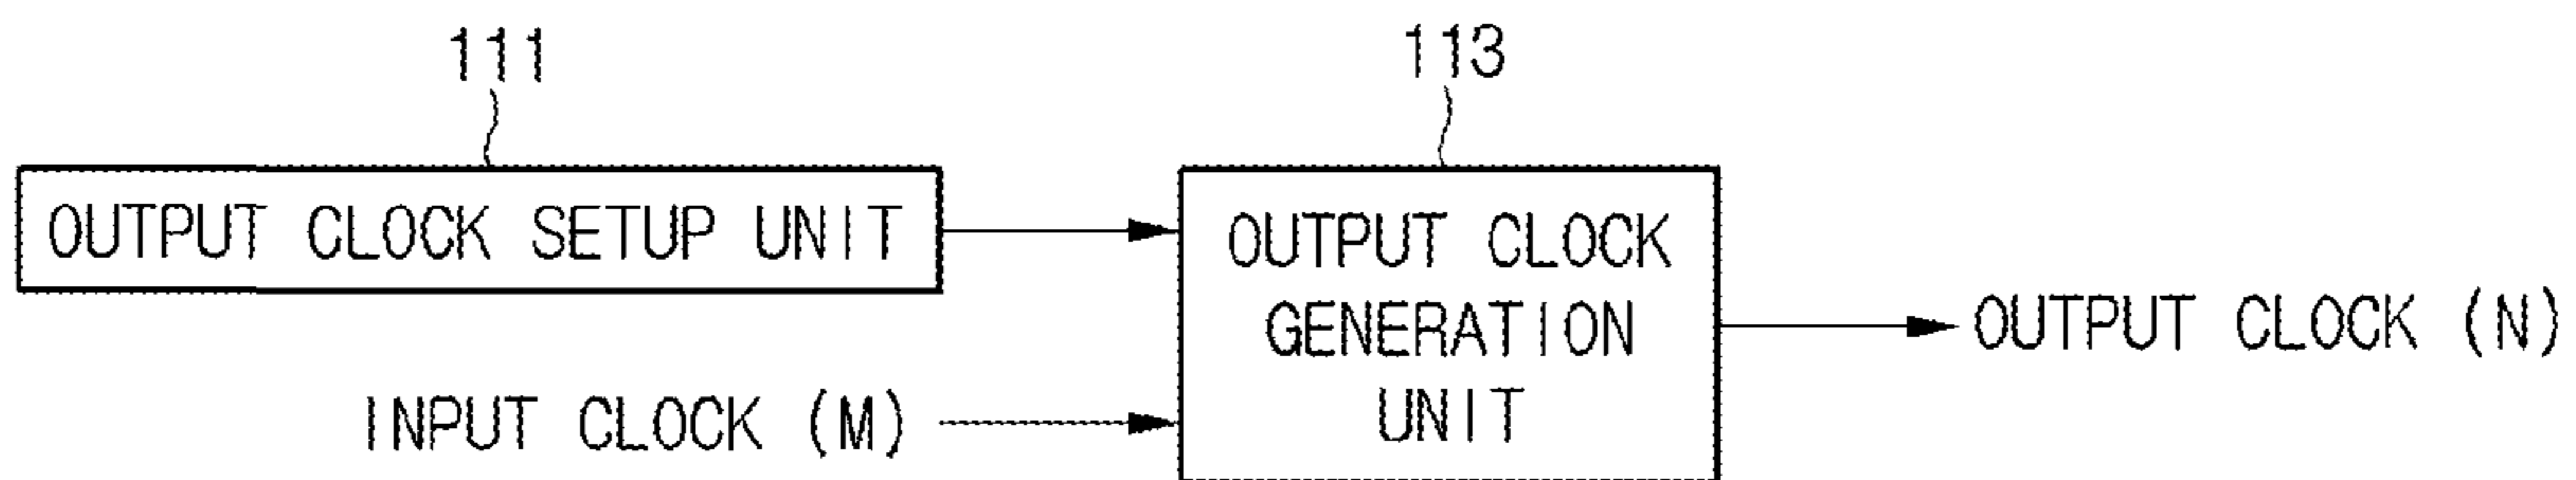 111
113
OUTPUT CLOCK SETUP UNIT
OUTPUT CLOCK
GENERATION
UNIT
INPUT CLOCK (M)
OUTPUT CLOCK (N)